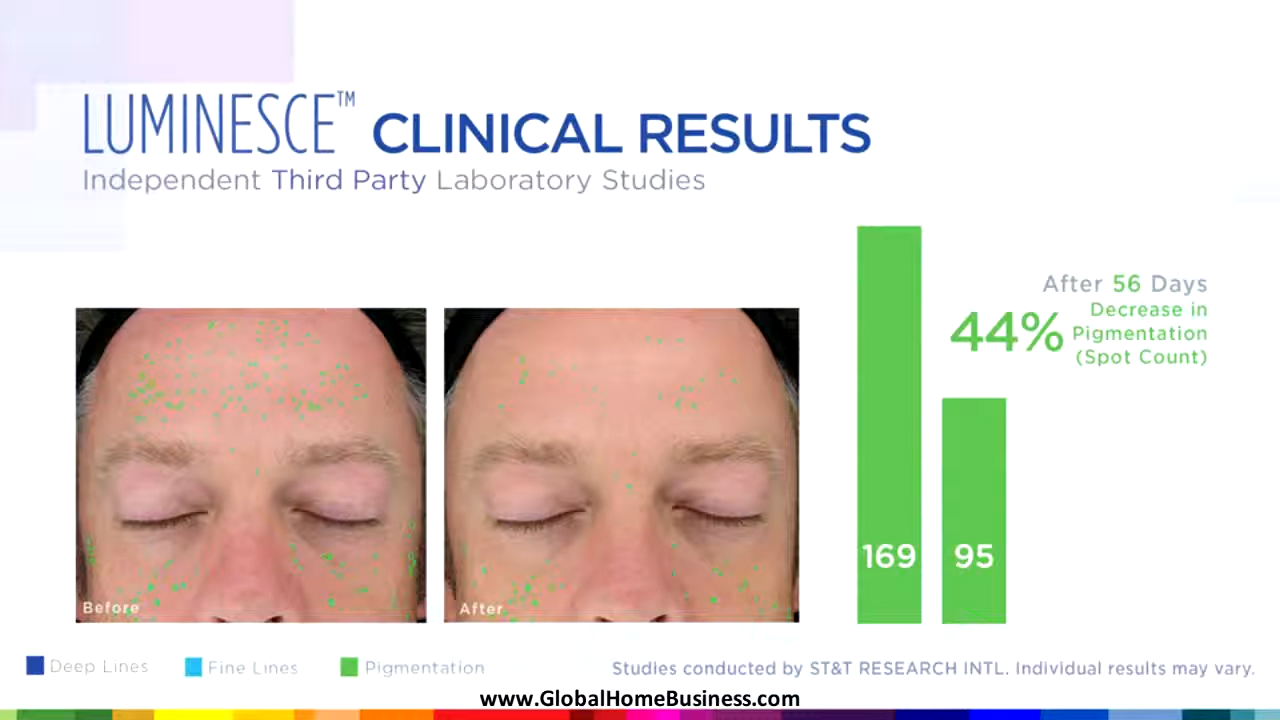 LUMINESCE™ CLINICAL RESULTS
Independent Third Party Laboratory Studies
After 56 Days
44% Decrease in
Pigmentation
(Spot Count)
169 95
Before
After
Deep Lines
Fine Lines
Pigmentation
Studies conducted by ST&T RESEARCH INTL. Individual results may vary.
www.GlobalHomeBusiness.com